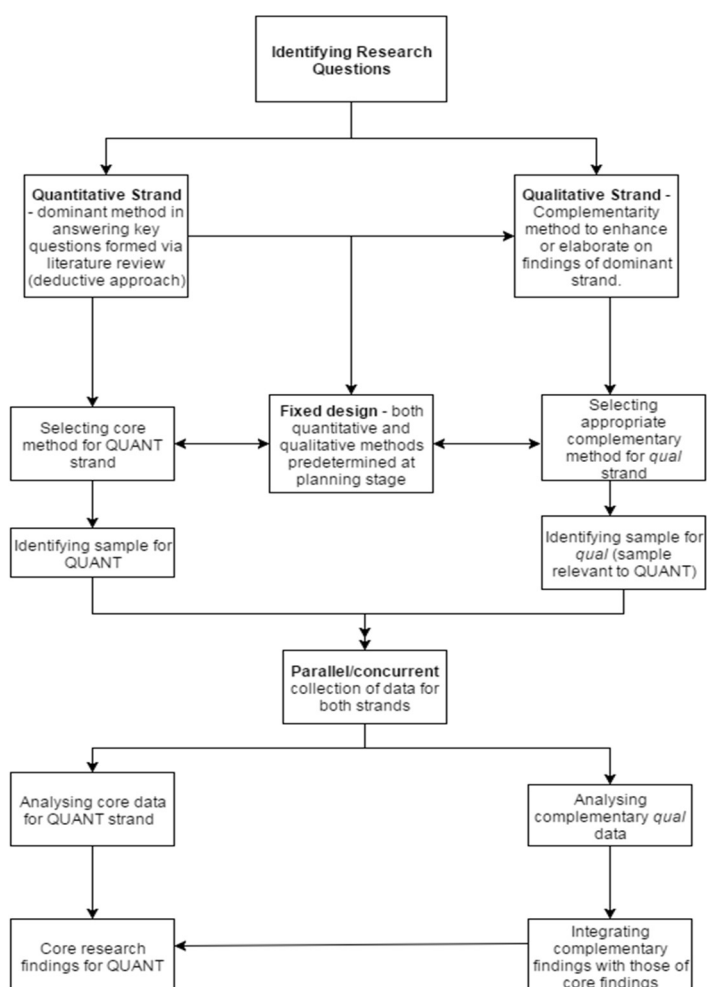 Identifying Research
Questions
Quantitative Strand
- dominant method in
answering key
questions formed via
literature review
(deductive approach)
Qualitative Strand -
Complementarity
method to enhance
or elaborate on
findings of dominant
strand.
Selecting core
method for QUANT
strand
Fixed design - both
quantitative and
qualitative methods
predetermined at
planning stage
Selecting
appropriate
complementary
method for qual
strand
Identifying sample for
QUANT
Identifying sample for
qual (sample
relevant to QUANT)
Parallel/concurrent
collection of data for
both strands
Analysing core data
for QUANT strand
Analysing
complementary qual
data
Core research
findings for QUANT
Integrating
complementary
findings with those of
core findings